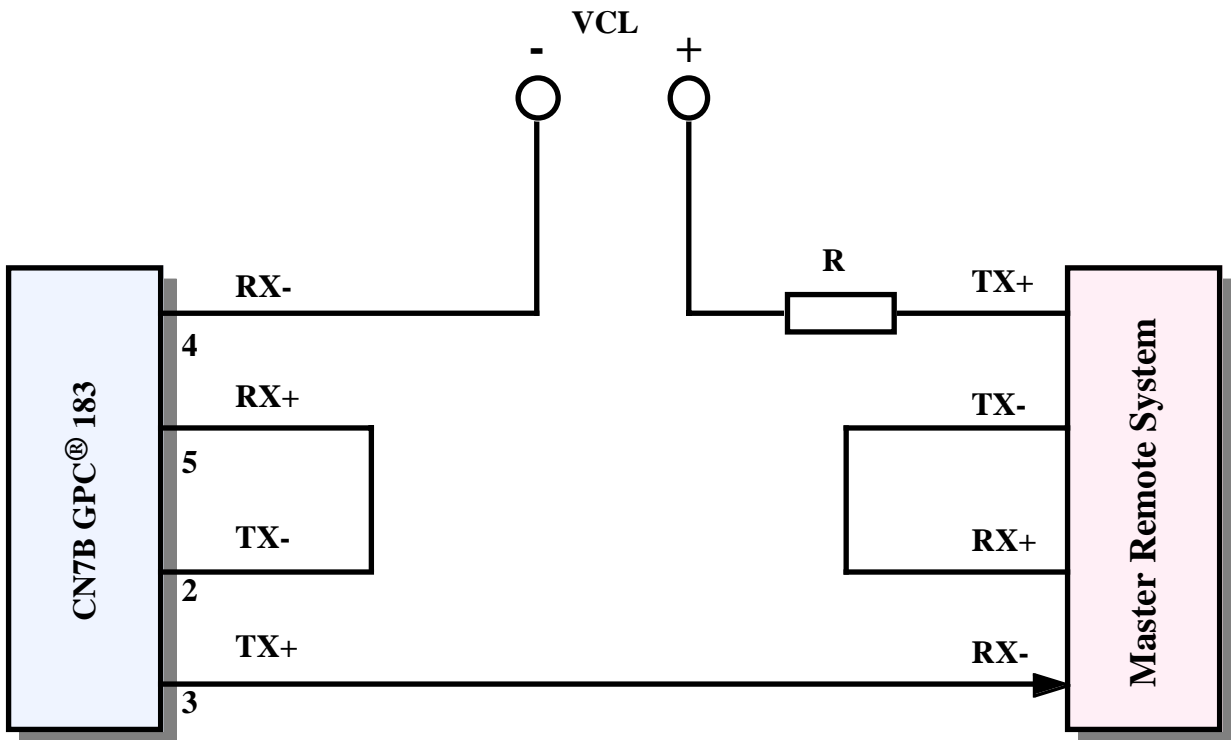 VCL
- +
R
RX- TX+
4
RX+ TX-
5
TX- RX+
2
TX+ RX-
3
CN7B GPC® 183
Master Remote System